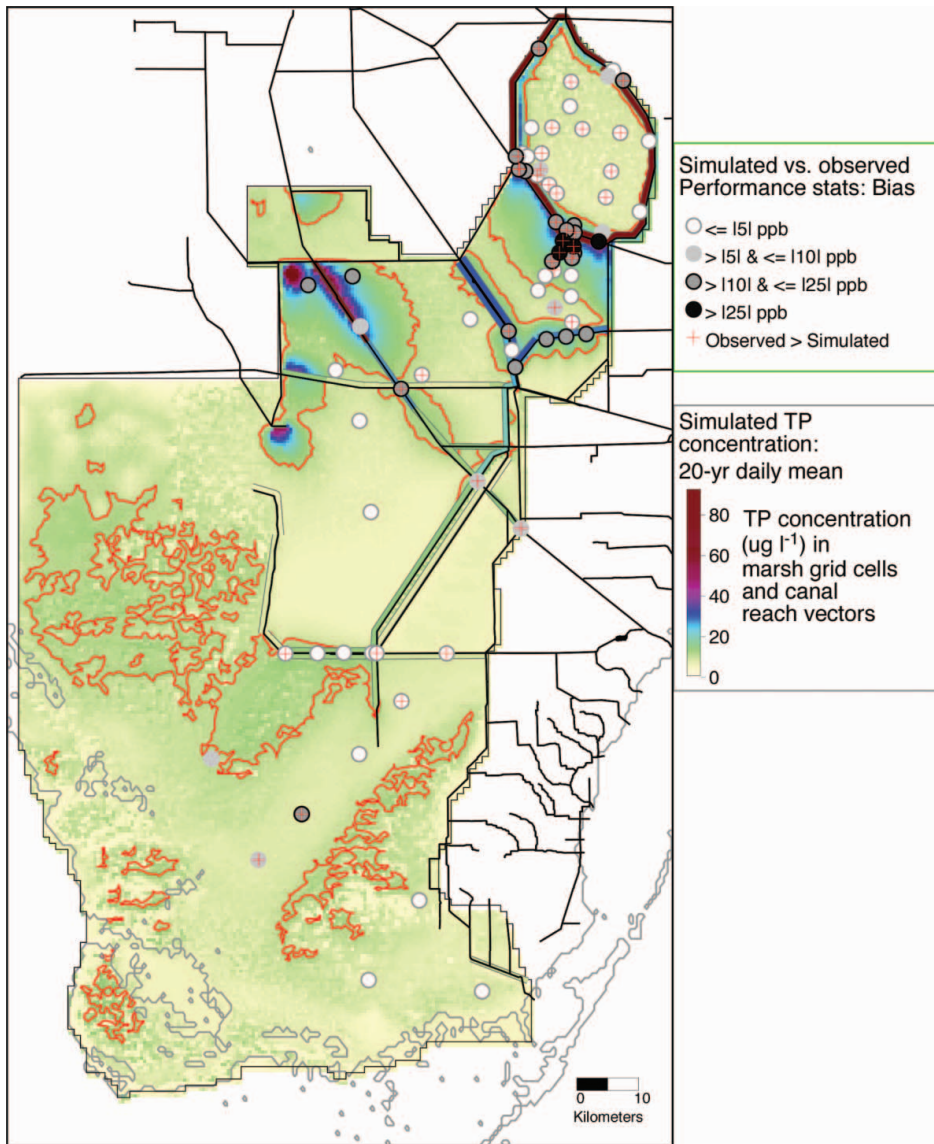 Simulated vs. observed
Performance stats: Bias
<= |5| ppb
> |5| & <= |10| ppb
> |10| & <= |25| ppb
> |25| ppb
Observed > Simulated
Simulated TP
concentration:
20-yr daily mean
80
60
40
20
0
TP concentration
(ug l⁻¹) in
marsh grid cells
and canal
reach vectors
0 10
Kilometers